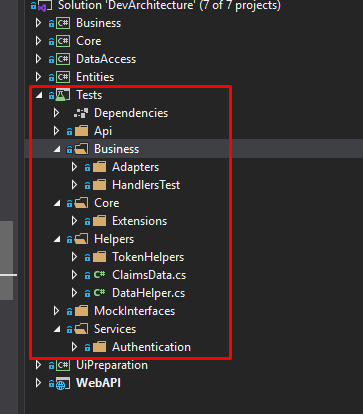 Solution 'DevArchitecture' (7 of 7 projects)
C# Business
C# Core
C# DataAccess
C# Entities
Tests
Dependencies
Api
Business
Adapters
HandlersTest
Core
Extensions
Helpers
TokenHelpers
C# ClaimsData.cs
C# DataHelper.cs
MockInterfaces
Services
Authentication
C# UiPreparation
WebAPI